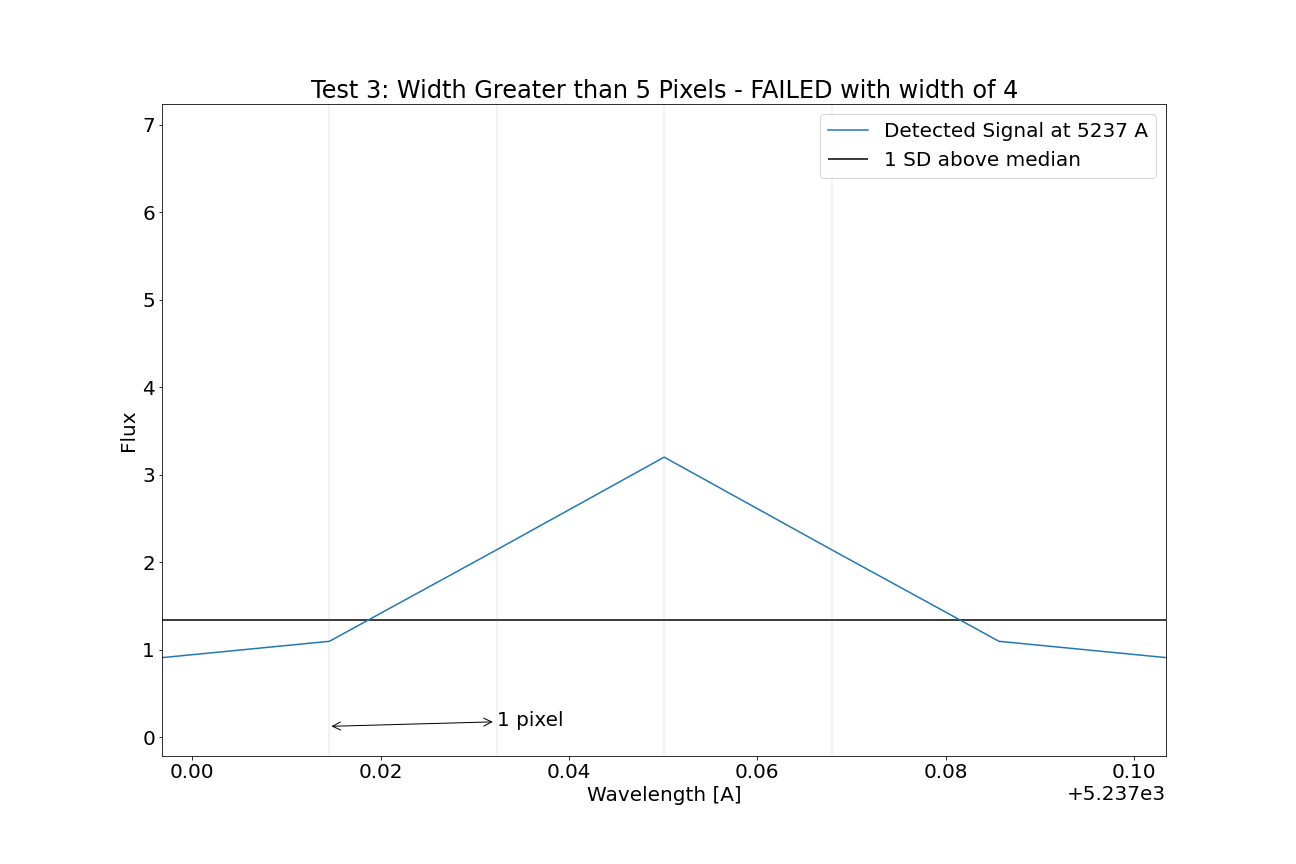 Test 3: Width Greater than 5 Pixels - FAILED with width of 4
Detected Signal at 5237 A
1 SD above median
7
6
5
4
3
2
1
0
Flux
1 pixel
0.00 0.02 0.04 0.06 0.08 0.10
Wavelength [A]
+5.237e3